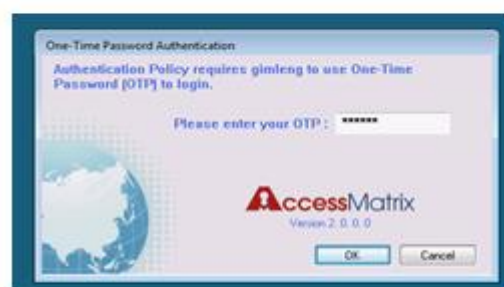 One-Time Password Authentication
Authentication Policy requires gimleng to use One-Time
Password (OTP) to login.
Please enter your OTP : ******
AccessMatrix
Version 2. 0. 0. 0
OK
Cancel